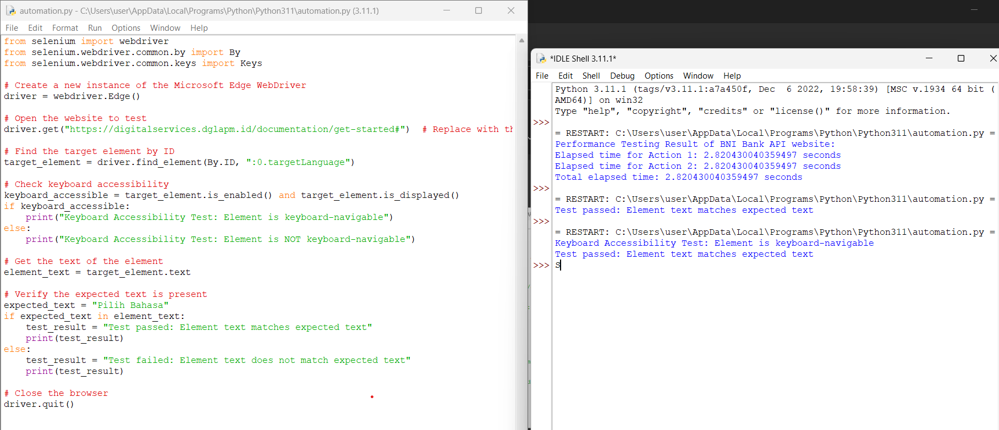 automation.py - C:\Users\user\AppData\Local\Programs\Python\Python311\automation.py (3.11.1)
File Edit Format Run Options Window Help
from selenium import webdriver
from selenium.webdriver.common.by import By
from selenium.webdriver.common.keys import Keys
# Create a new instance of the Microsoft Edge WebDriver
driver = webdriver.Edge()
# Open the website to test
driver.get("https://digitalservices.dglapm.id/documentation/get-started#")  # Replace with th
# Find the target element by ID
target_element = driver.find_element(By.ID, ":0.targetLanguage")
# Check keyboard accessibility
keyboard_accessible = target_element.is_enabled() and target_element.is_displayed()
if keyboard_accessible:
    print("Keyboard Accessibility Test: Element is keyboard-navigable")
else:
    print("Keyboard Accessibility Test: Element is NOT keyboard-navigable")
# Get the text of the element
element_text = target_element.text
# Verify the expected text is present
expected_text = "Pilih Bahasa"
if expected_text in element_text:
    test_result = "Test passed: Element text matches expected text"
    print(test_result)
else:
    test_result = "Test failed: Element text does not match expected text"
    print(test_result)
# Close the browser
driver.quit()
*IDLE Shell 3.11.1*
File Edit Shell Debug Options Window Help
Python 3.11.1 (tags/v3.11.1:a7a450f, Dec  6 2022, 19:58:39) [MSC v.1934 64 bit (
AMD64)] on win32
Type "help", "copyright", "credits" or "license()" for more information.
>>>
= RESTART: C:\Users\user\AppData\Local\Programs\Python\Python311\automation.py =
Performance Testing Result of BNI Bank API website:
Elapsed time for Action 1: 2.820430040359497 seconds
Elapsed time for Action 2: 2.820430040359497 seconds
Total elapsed time: 2.820430040359497 seconds
>>>
= RESTART: C:\Users\user\AppData\Local\Programs\Python\Python311\automation.py =
Test passed: Element text matches expected text
>>>
= RESTART: C:\Users\user\AppData\Local\Programs\Python\Python311\automation.py =
Keyboard Accessibility Test: Element is keyboard-navigable
Test passed: Element text matches expected text
>>> S